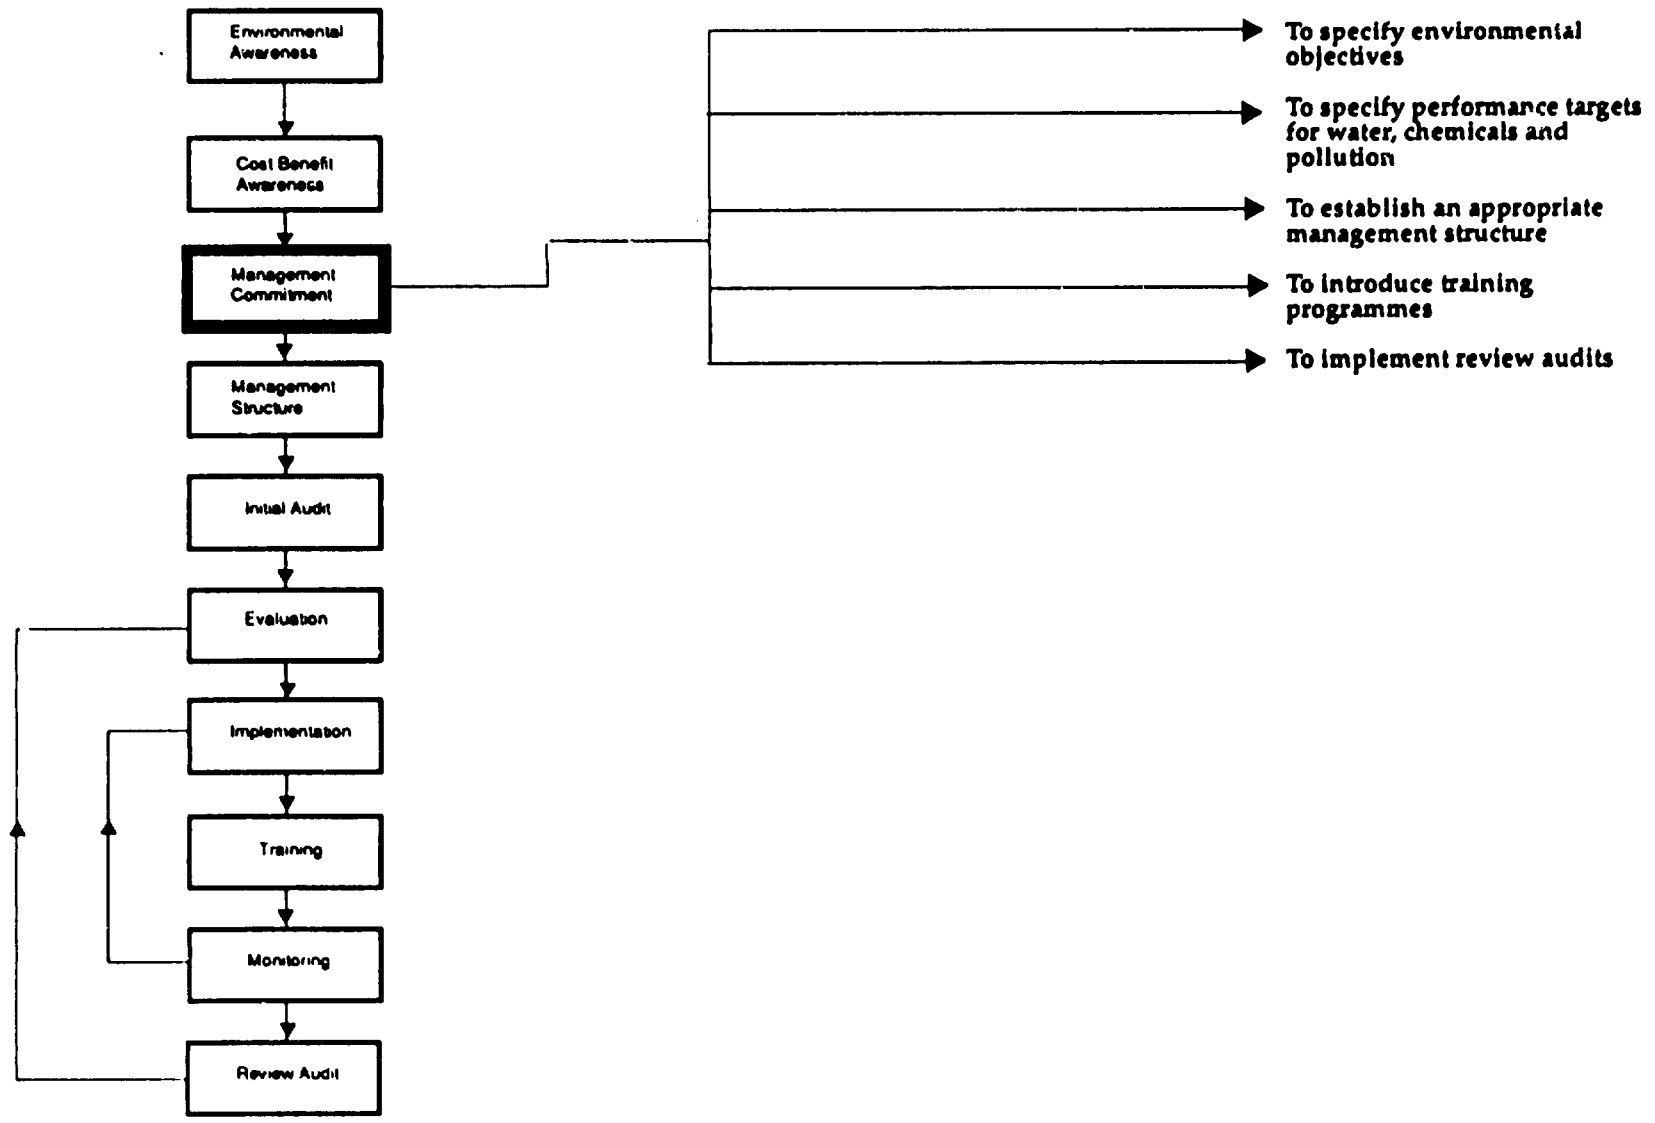 Environmental
Awareness
Cost Benefit
Awareness
Management
Commitment
Management
Structure
Initial Audit
Evaluation
Implementation
Training
Monitoring
Review Audit
To specify environmental
objectives
To specify performance targets
for water, chemicals and
pollution
To establish an appropriate
management structure
To introduce training
programmes
To implement review audits